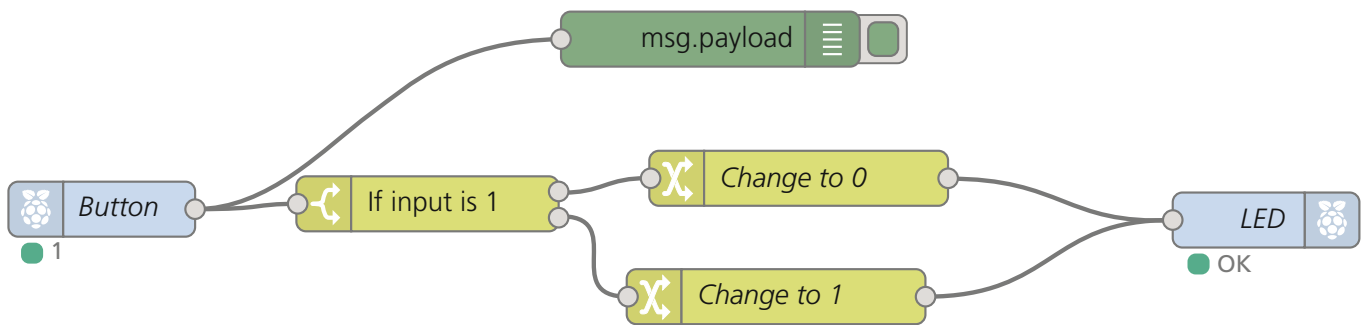 msg.payload
Button
1
If input is 1
Change to 0
Change to 1
LED
OK